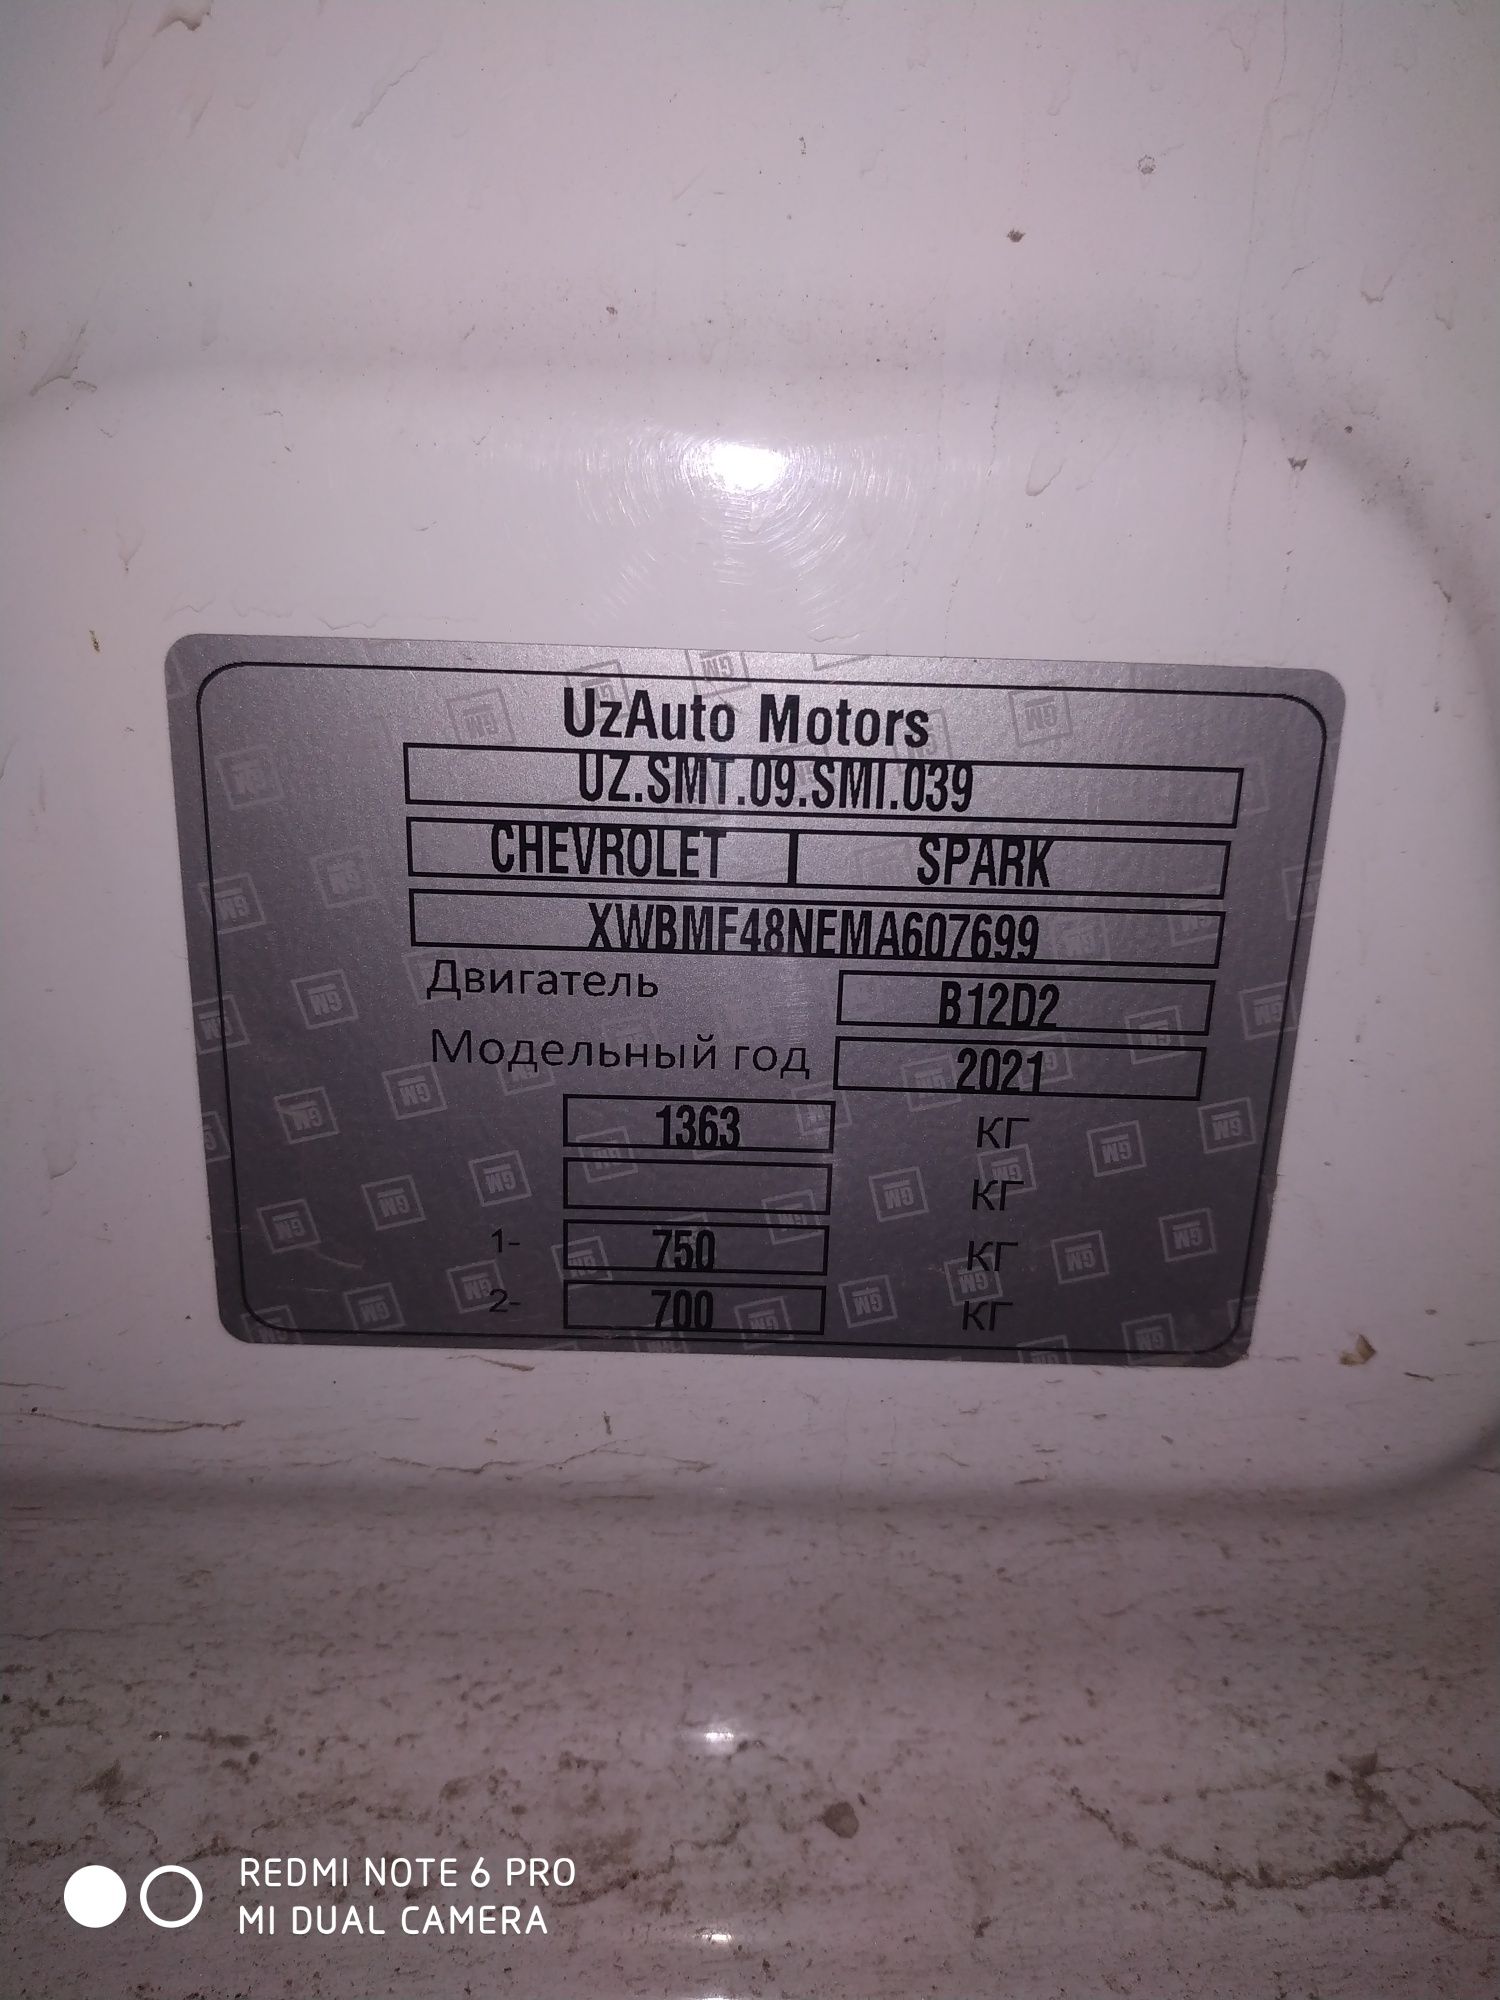 UzAuto Motors
UZ.SMT.09.SMI.039
CHEVROLET SPARK
XWBMF48NEMA607699
Двигатель B12D2
Модельный год 2021
1363 КГ
КГ
1- 750 КГ
2- 700 КГ
REDMI NOTE 6 PRO
MI DUAL CAMERA